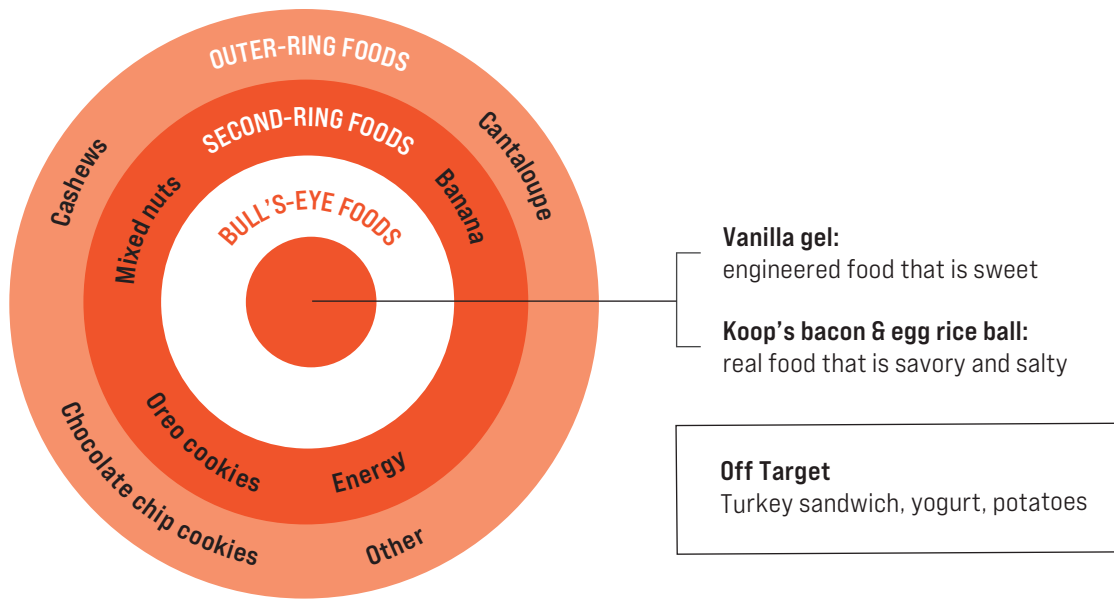 OUTER-RING FOODS
Cashews
Cantaloupe
Chocolate chip cookies
Other
SECOND-RING FOODS
Mixed nuts
Banana
Oreo cookies
Energy
BULL'S-EYE FOODS
Vanilla gel:
engineered food that is sweet
Koop's bacon & egg rice ball:
real food that is savory and salty
Off Target
Turkey sandwich, yogurt, potatoes